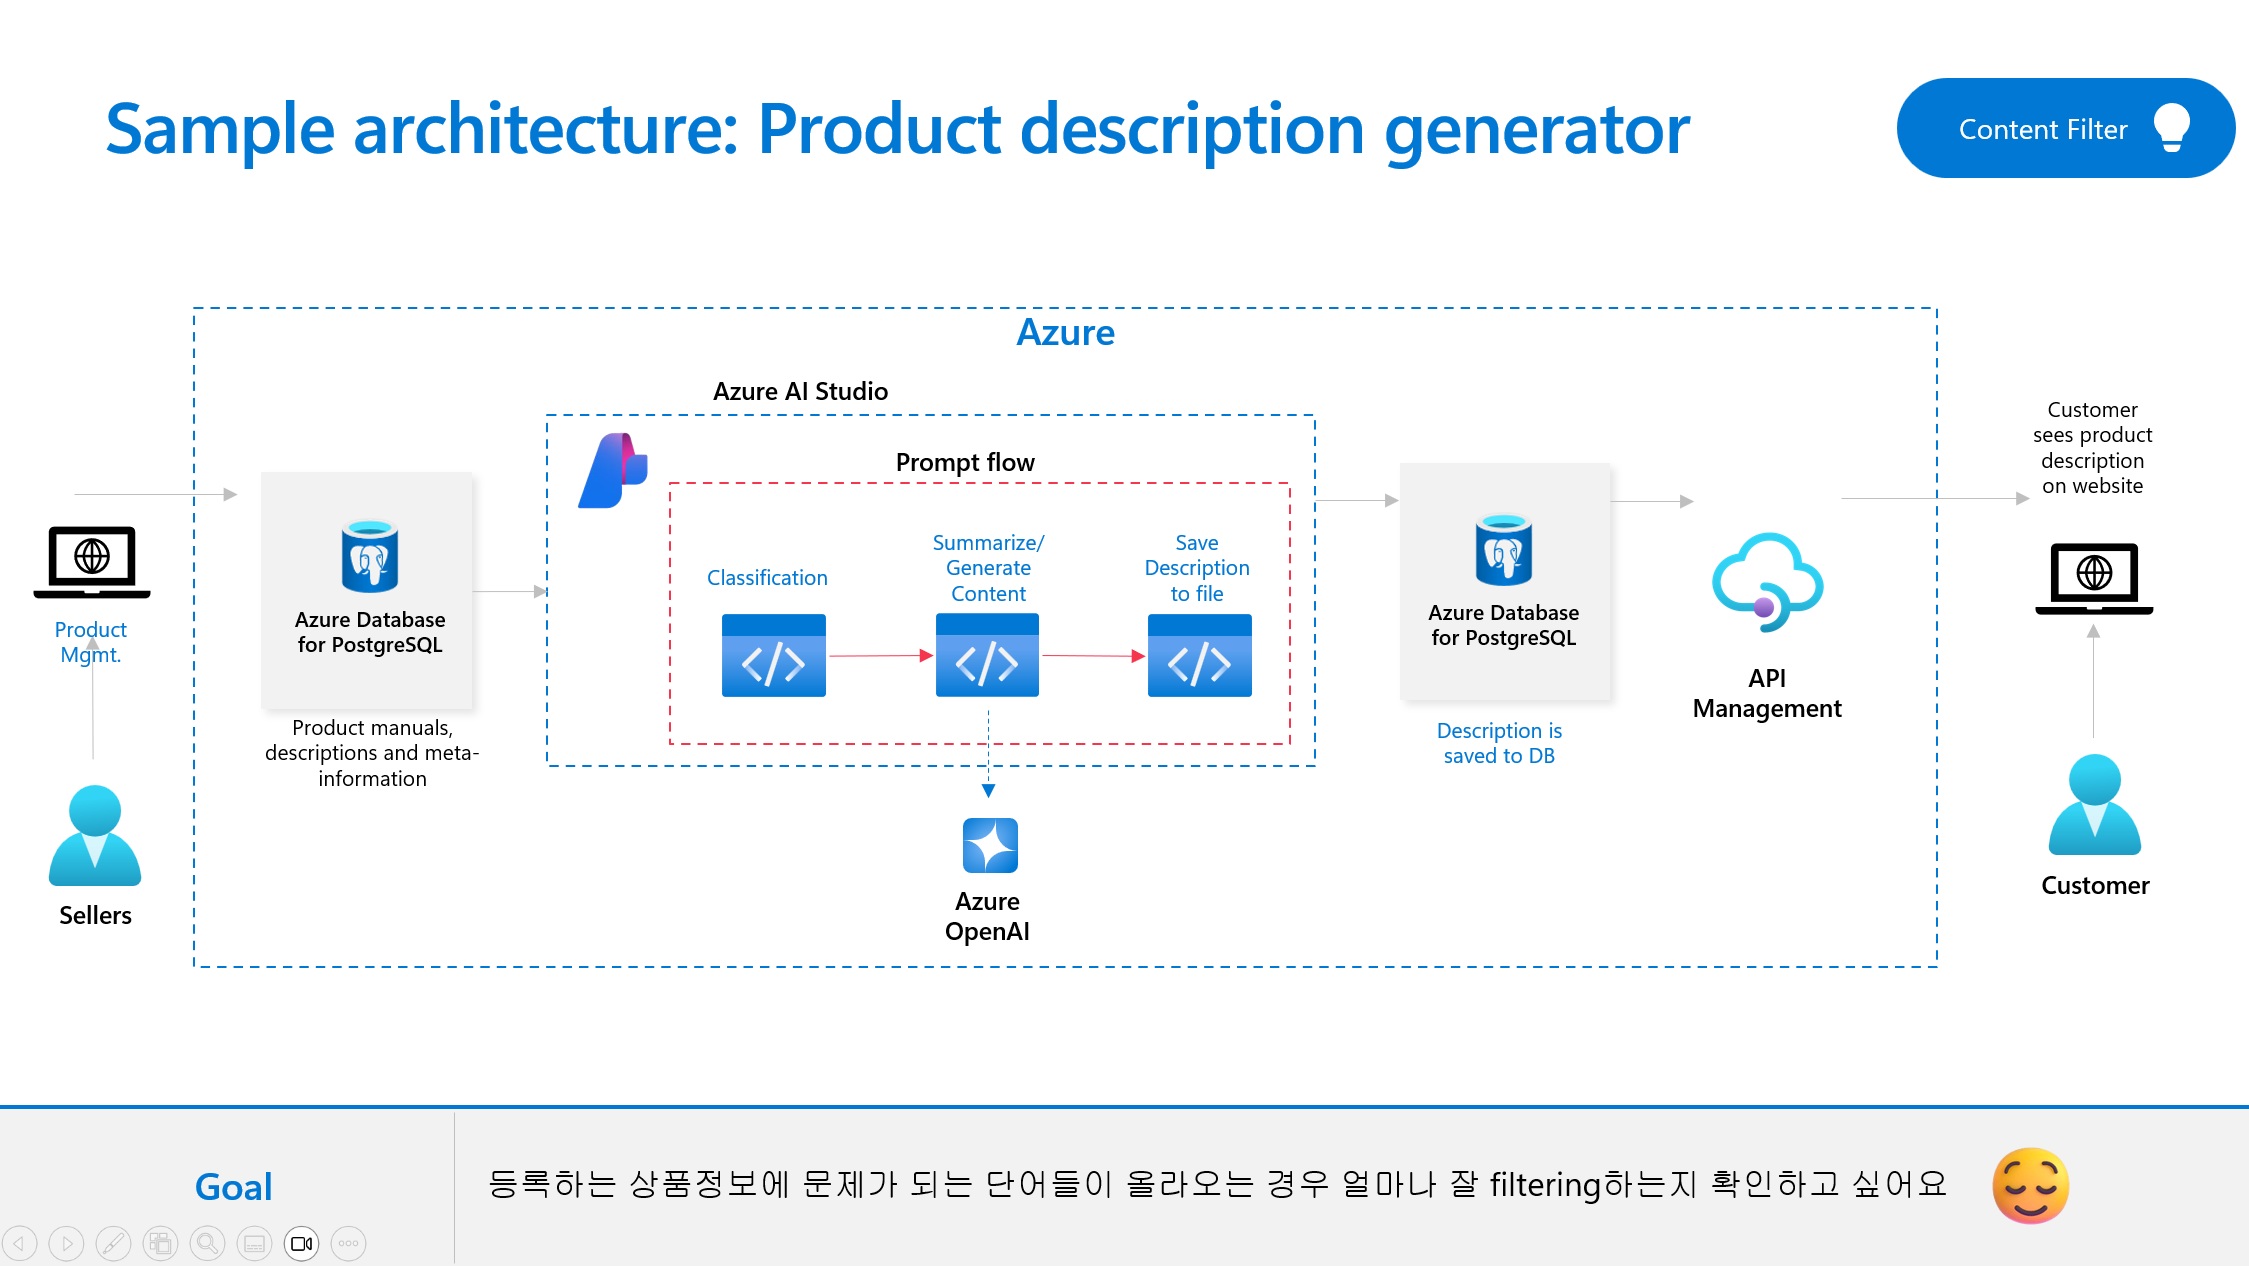 Sample architecture: Product description generator
Content Filter
Azure
Azure AI Studio
Prompt flow
Product
Mgmt.
Sellers
Azure Database
for PostgreSQL
Product manuals,
descriptions and meta-
information
Classification
Summarize/
Generate
Content
Save
Description
to file
Azure
OpenAI
Azure Database
for PostgreSQL
Description is
saved to DB
API
Management
Customer
sees product
description
on website
Customer
Goal
등록하는 상품정보에 문제가 되는 단어들이 올라오는 경우 얼마나 잘 filtering하는지 확인하고 싶어요